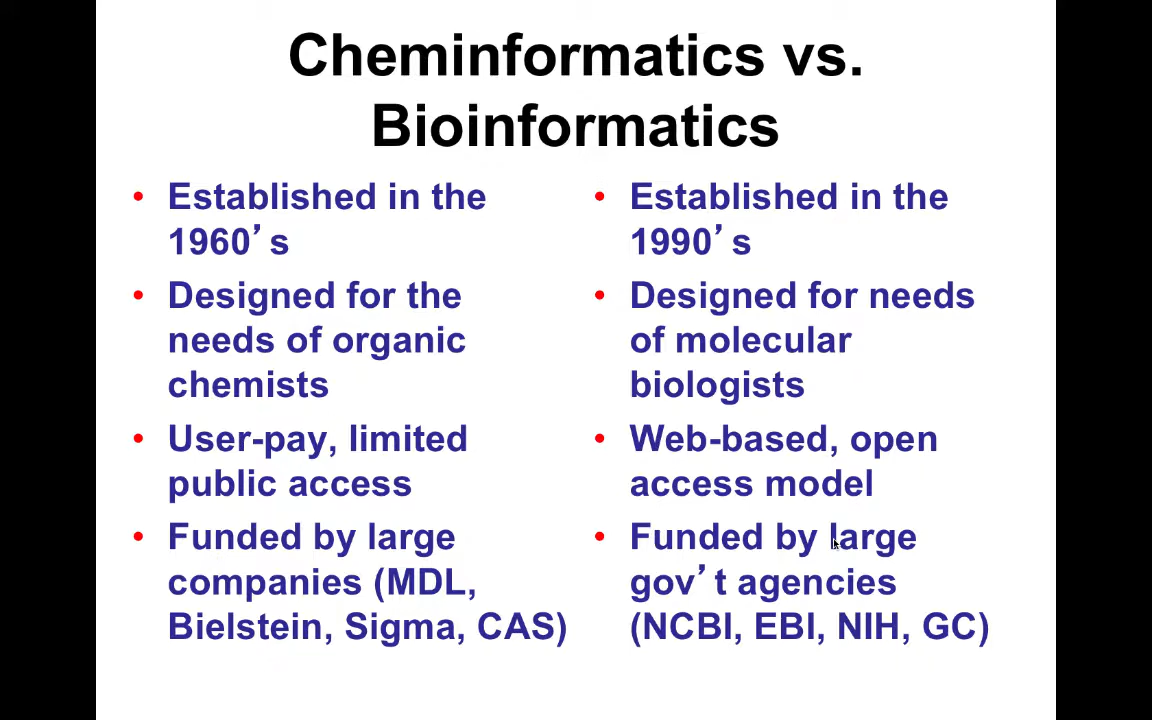 Cheminformatics vs.
Bioinformatics
• Established in the
1960’s
• Designed for the
needs of organic
chemists
• User-pay, limited
public access
• Funded by large
companies (MDL,
Bielstein, Sigma, CAS)
• Established in the
1990’s
• Designed for needs
of molecular
biologists
• Web-based, open
access model
• Funded by large
gov’t agencies
(NCBI, EBI, NIH, GC)